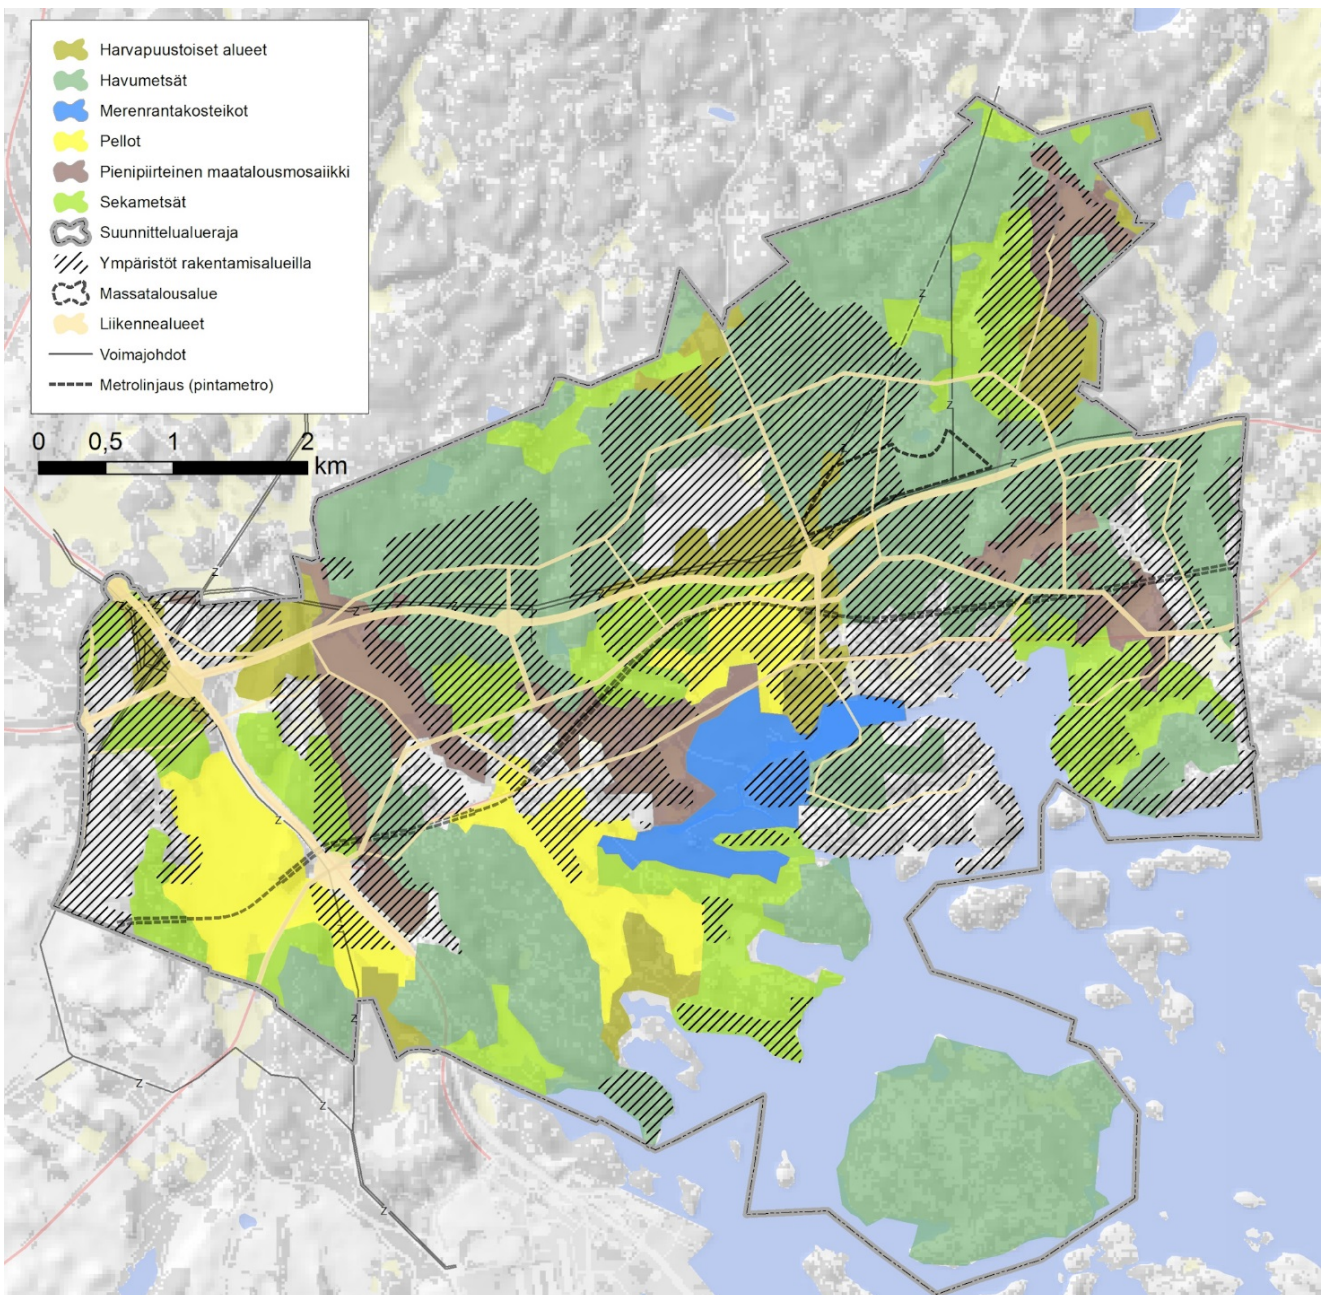 Harvapuustoiset alueet
Havumetsät
Merenrantakosteikot
Pellot
Pienipiirteinen maatalousmosaiikki
Sekametsät
Suunnittelualueraja
Ympäristöt rakentamisalueilla
Massatalousalue
Liikennealueet
Voimajohdot
Metrolinjaus (pintametro)
0 0,5 1 2
km
z
z
z
z
z
z
z
z
z
z
z
z
z